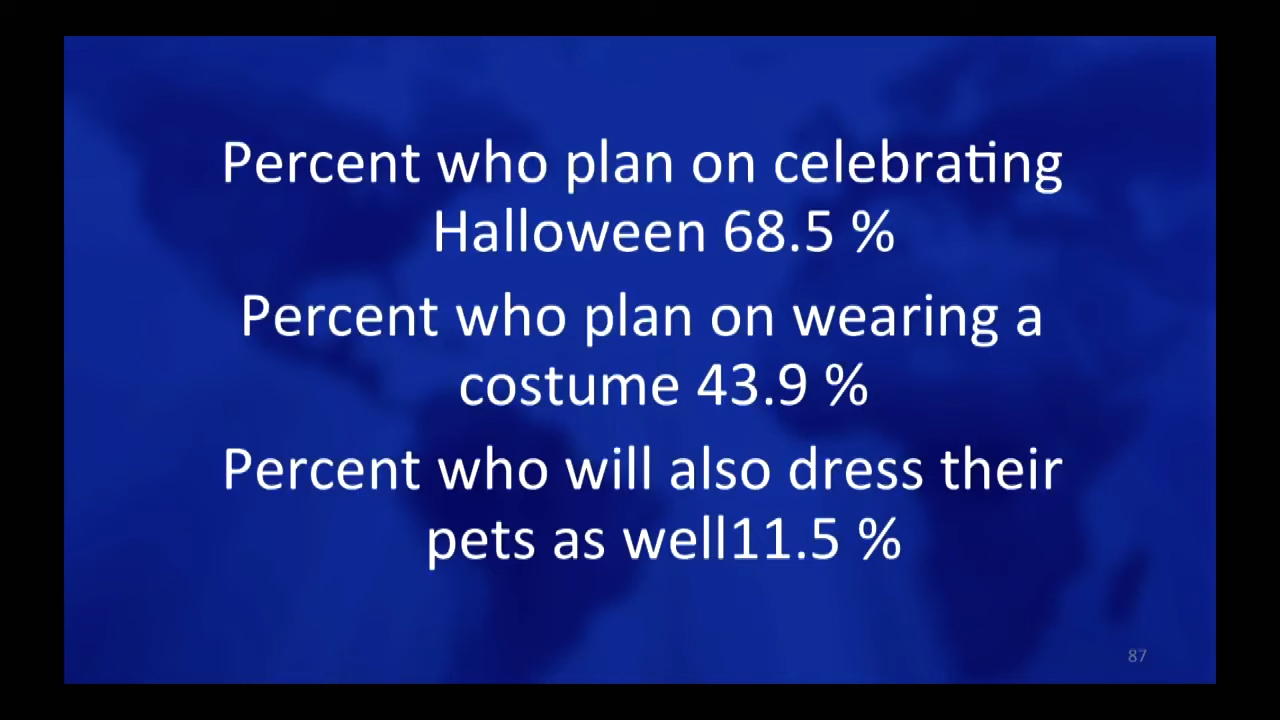 Percent who plan on celebrating
Halloween 68.5 %
Percent who plan on wearing a
costume 43.9 %
Percent who will also dress their
pets as well11.5 %
87